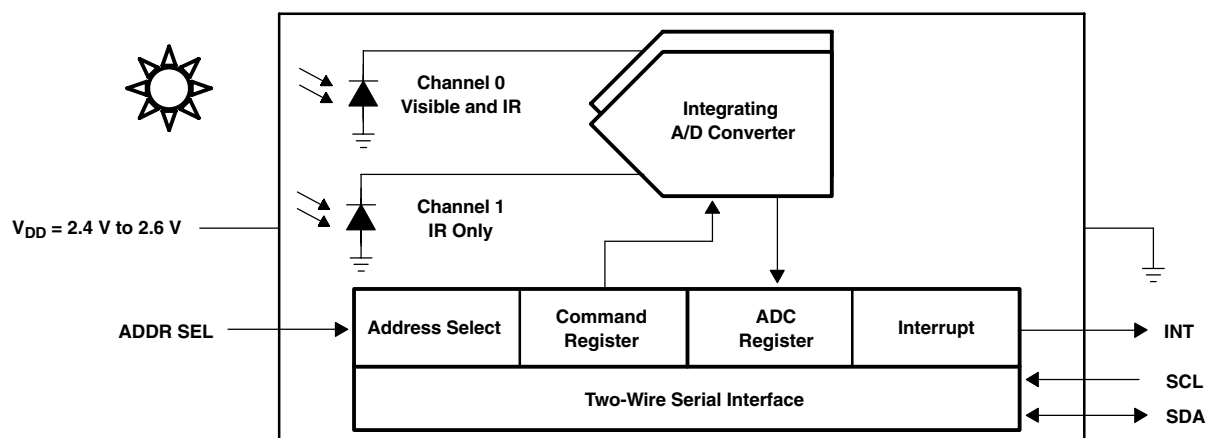 Channel 0
Visible and IR
Integrating
A/D Converter
Channel 1
IR Only
VDD = 2.4 V to 2.6 V
ADDR SEL
Address Select
Command
Register
ADC
Register
Interrupt
INT
Two-Wire Serial Interface
SCL
SDA